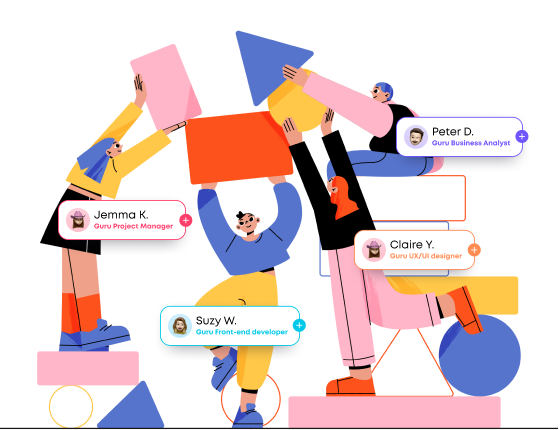 Peter D.
Guru Business Analyst
Jemma K.
Guru Project Manager
Claire Y.
Guru UX/UI designer
Suzy W.
Guru Front-end developer